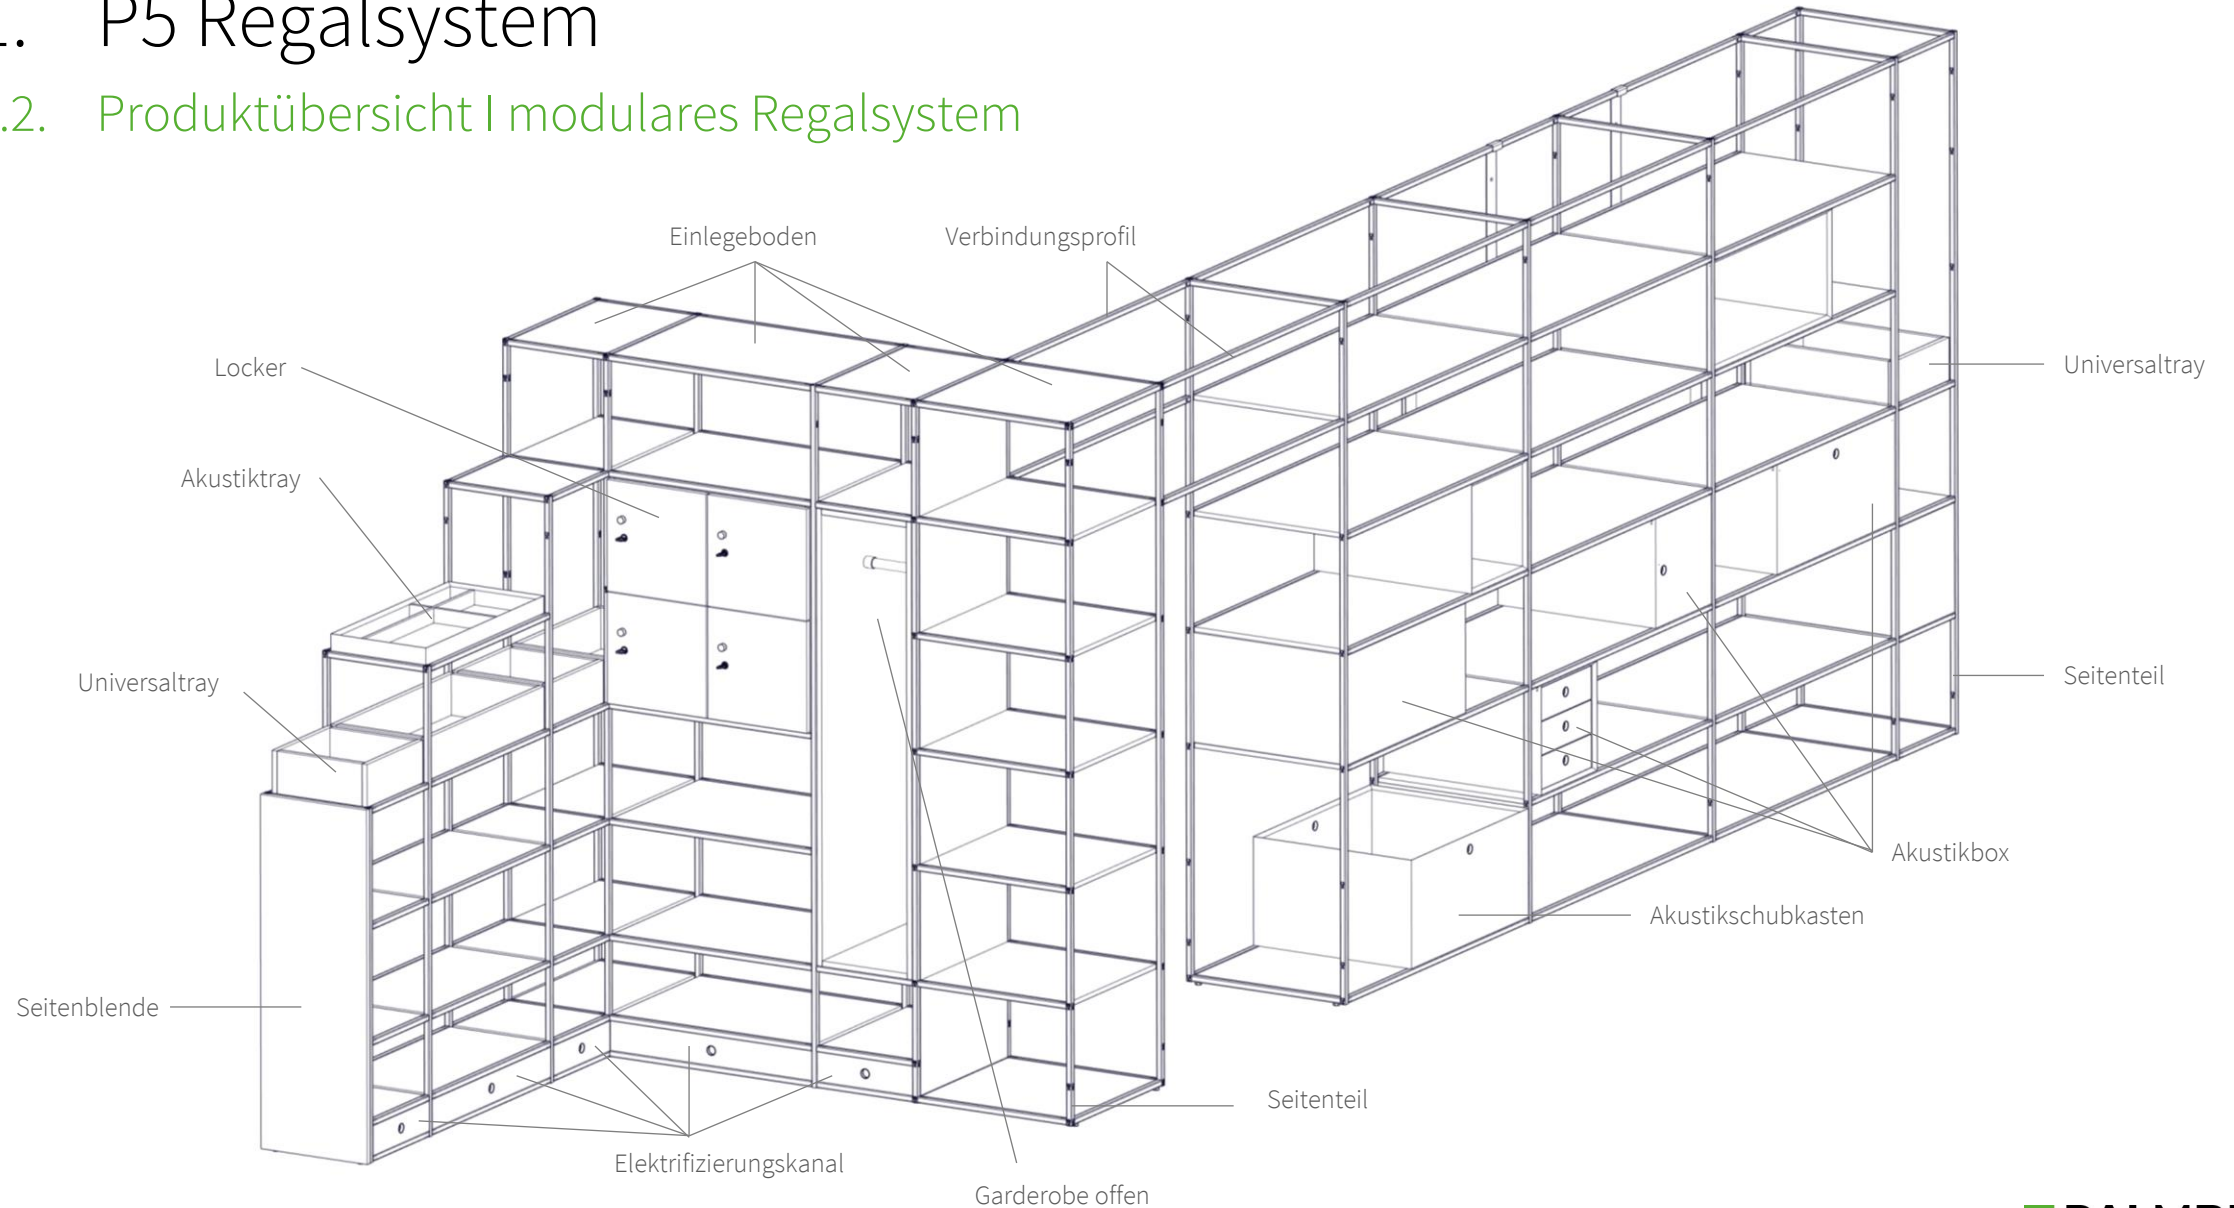 P5 Regalsystem
.2. Produktübersicht I modulares Regalsystem
Einlegeboden
Verbindungsprofil
Locker
Universaltray
Akustiktray
Universaltray
Seitenteil
Akustikbox
Akustikschubkasten
Seitenblende
Seitenteil
Elektrifizierungskanal
Garderobe offen